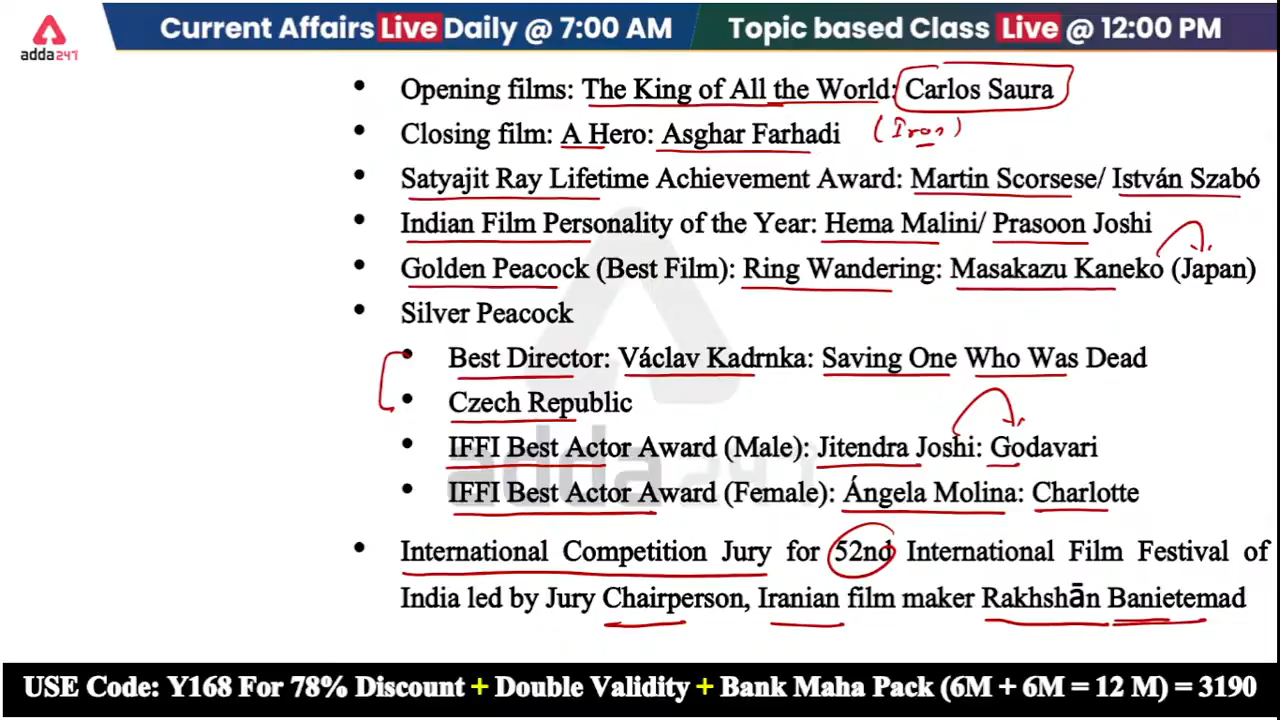 Current Affairs Live Daily @ 7:00 AM
Topic based Class Live @ 12:00 PM
adda247
• Opening films: The King of All the World: Carlos Saura
• Closing film: A Hero: Asghar Farhadi (Iran)
• Satyajit Ray Lifetime Achievement Award: Martin Scorsese/ István Szabó
• Indian Film Personality of the Year: Hema Malini/ Prasoon Joshi
• Golden Peacock (Best Film): Ring Wandering: Masakazu Kaneko (Japan)
• Silver Peacock
• Best Director: Václav Kadrnka: Saving One Who Was Dead
• Czech Republic
• IFFI Best Actor Award (Male): Jitendra Joshi: Godavari
• IFFI Best Actor Award (Female): Ángela Molina: Charlotte
adda247
• International Competition Jury for 52nd International Film Festival of
India led by Jury Chairperson, Iranian film maker Rakhshān Banietemad
USE Code: Y168 For 78% Discount + Double Validity + Bank Maha Pack (6M + 6M = 12 M) = 3190